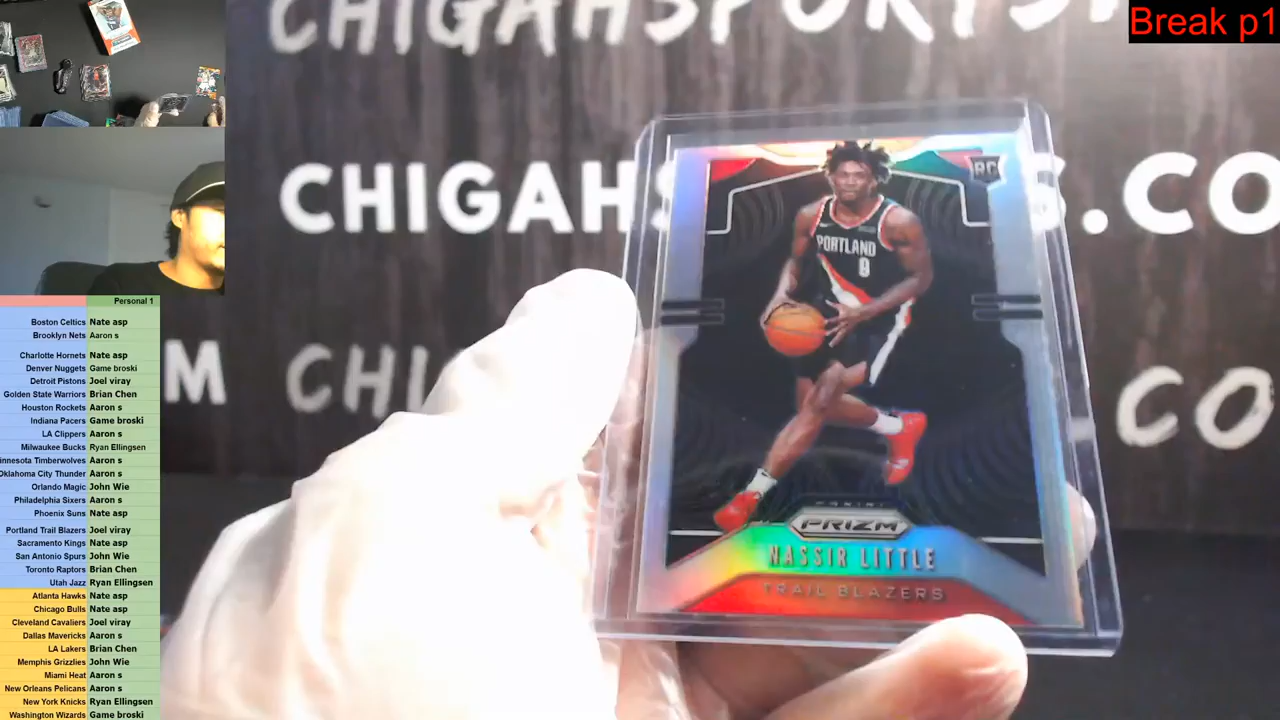 Break p1
CHIGAHSPORTS
CHIGAHS S.CO
M CHI CO
RC
PORTLAND
9
PANINI
PRIZM
NASSIR LITTLE
TRAIL BLAZERS
Personal 1
Boston Celtics Nate asp
Brooklyn Nets Aaron s
Charlotte Hornets Nate asp
Denver Nuggets Game broski
Detroit Pistons Joel viray
Golden State Warriors Brian Chen
Houston Rockets Aaron s
Indiana Pacers Game broski
LA Clippers Aaron s
Milwaukee Bucks Ryan Ellingsen
innesota Timberwolves Aaron s
Oklahoma City Thunder Aaron s
Orlando Magic John Wie
Philadelphia Sixers Aaron s
Phoenix Suns Nate asp
Portland Trail Blazers Joel viray
Sacramento Kings Nate asp
San Antonio Spurs John Wie
Toronto Raptors Brian Chen
Utah Jazz Ryan Ellingsen
Atlanta Hawks Nate asp
Chicago Bulls Nate asp
Cleveland Cavaliers Joel viray
Dallas Mavericks Aaron s
LA Lakers Brian Chen
Memphis Grizzlies John Wie
Miami Heat Aaron s
New Orleans Pelicans Aaron s
New York Knicks Ryan Ellingsen
Washington Wizards Game broski